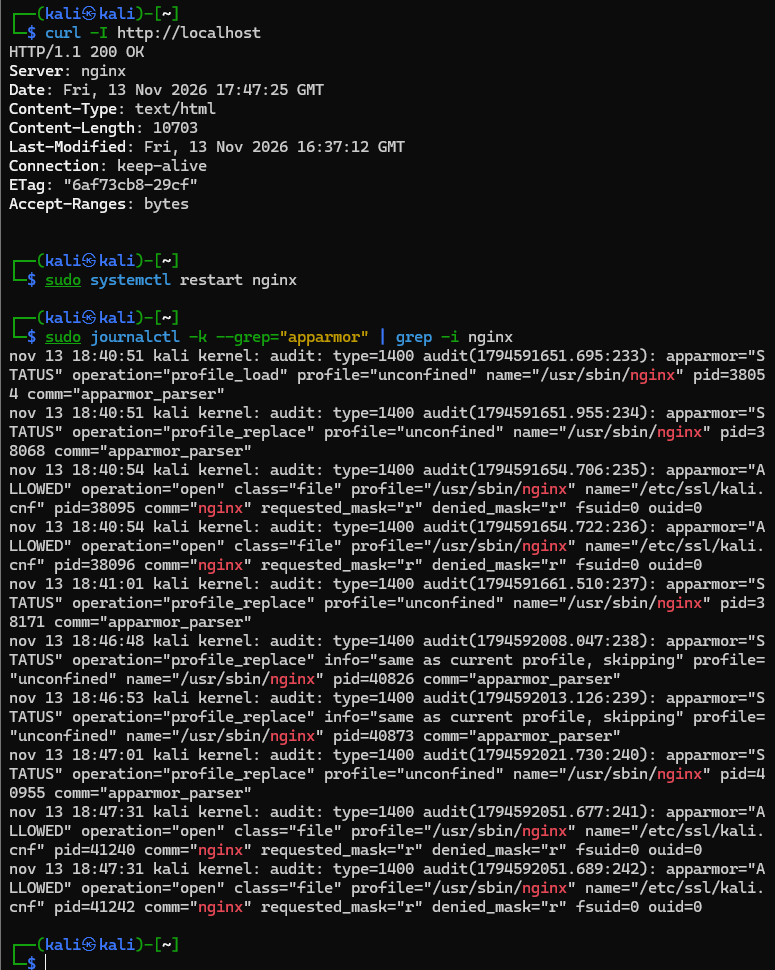 ┌──(kali㉿kali)-[~]
└─$ curl -I http://localhost
HTTP/1.1 200 OK
Server: nginx
Date: Fri, 13 Nov 2026 17:47:25 GMT
Content-Type: text/html
Content-Length: 10703
Last-Modified: Fri, 13 Nov 2026 16:37:12 GMT
Connection: keep-alive
ETag: "6af73cb8-29cf"
Accept-Ranges: bytes
┌──(kali㉿kali)-[~]
└─$ sudo systemctl restart nginx
┌──(kali㉿kali)-[~]
└─$ sudo journalctl -k --grep="apparmor" | grep -i nginx
nov 13 18:40:51 kali kernel: audit: type=1400 audit(1794591651.695:233): apparmor="S
TATUS" operation="profile_load" profile="unconfined" name="/usr/sbin/nginx" pid=3805
4 comm="apparmor_parser"
nov 13 18:40:51 kali kernel: audit: type=1400 audit(1794591651.955:234): apparmor="S
TATUS" operation="profile_replace" profile="unconfined" name="/usr/sbin/nginx" pid=3
8068 comm="apparmor_parser"
nov 13 18:40:54 kali kernel: audit: type=1400 audit(1794591654.706:235): apparmor="A
LLOWED" operation="open" class="file" profile="/usr/sbin/nginx" name="/etc/ssl/kali.
cnf" pid=38095 comm="nginx" requested_mask="r" denied_mask="r" fsuid=0 ouid=0
nov 13 18:40:54 kali kernel: audit: type=1400 audit(1794591654.722:236): apparmor="A
LLOWED" operation="open" class="file" profile="/usr/sbin/nginx" name="/etc/ssl/kali.
cnf" pid=38096 comm="nginx" requested_mask="r" denied_mask="r" fsuid=0 ouid=0
nov 13 18:41:01 kali kernel: audit: type=1400 audit(1794591661.510:237): apparmor="S
TATUS" operation="profile_replace" profile="unconfined" name="/usr/sbin/nginx" pid=3
8171 comm="apparmor_parser"
nov 13 18:46:48 kali kernel: audit: type=1400 audit(1794592008.047:238): apparmor="S
TATUS" operation="profile_replace" info="same as current profile, skipping" profile=
"unconfined" name="/usr/sbin/nginx" pid=40826 comm="apparmor_parser"
nov 13 18:46:53 kali kernel: audit: type=1400 audit(1794592013.126:239): apparmor="S
TATUS" operation="profile_replace" info="same as current profile, skipping" profile=
"unconfined" name="/usr/sbin/nginx" pid=40873 comm="apparmor_parser"
nov 13 18:47:01 kali kernel: audit: type=1400 audit(1794592021.730:240): apparmor="S
TATUS" operation="profile_replace" profile="unconfined" name="/usr/sbin/nginx" pid=4
0955 comm="apparmor_parser"
nov 13 18:47:31 kali kernel: audit: type=1400 audit(1794592051.677:241): apparmor="A
LLOWED" operation="open" class="file" profile="/usr/sbin/nginx" name="/etc/ssl/kali.
cnf" pid=41240 comm="nginx" requested_mask="r" denied_mask="r" fsuid=0 ouid=0
nov 13 18:47:31 kali kernel: audit: type=1400 audit(1794592051.689:242): apparmor="A
LLOWED" operation="open" class="file" profile="/usr/sbin/nginx" name="/etc/ssl/kali.
cnf" pid=41242 comm="nginx" requested_mask="r" denied_mask="r" fsuid=0 ouid=0
┌──(kali㉿kali)-[~]
└─$